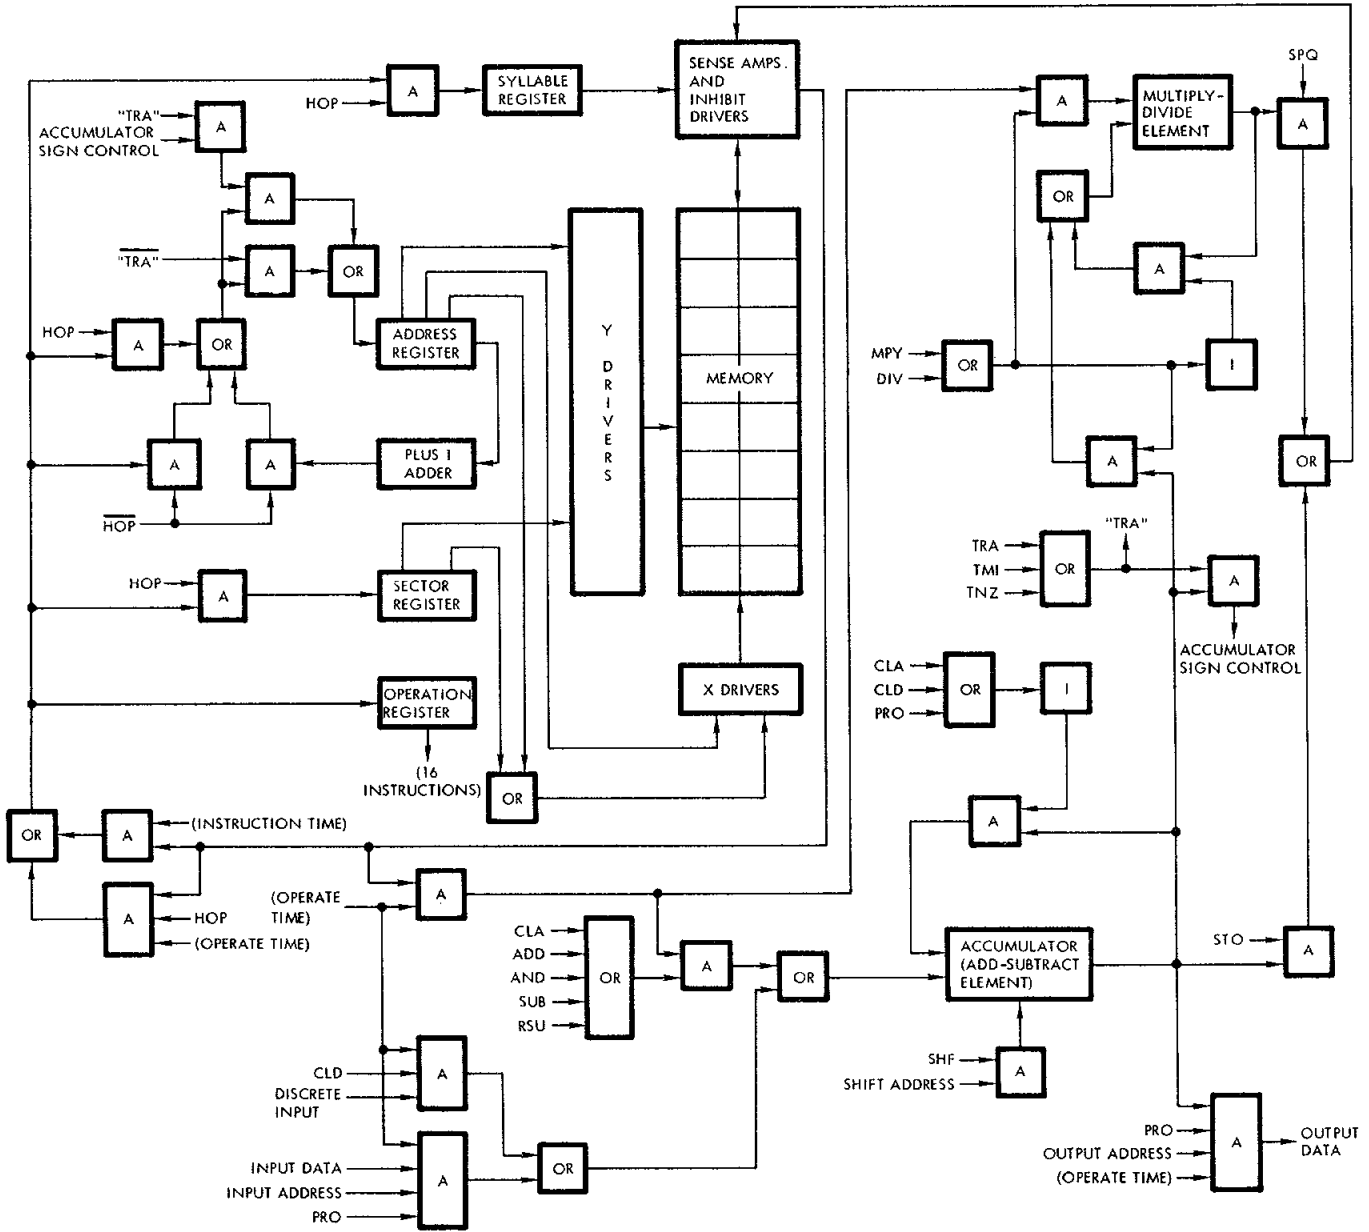 SENSE AMPS.
AND
INHIBIT
DRIVERS
SPQ
A
SYLLABLE
REGISTER
HOP
A
MULTIPLY-
DIVIDE
ELEMENT
A
"TRA"
ACCUMULATOR
SIGN CONTROL
A
A
OR
"TRA"
A
OR
A
HOP
A
OR
ADDRESS
REGISTER
Y
DRIVERS
MEMORY
MPY
DIV
OR
I
A
A
PLUS 1
ADDER
A
OR
HOP
"TRA"
TRA
TMI
TNZ
OR
A
HOP
A
SECTOR
REGISTER
ACCUMULATOR
SIGN CONTROL
CLA
CLD
PRO
OR
I
X DRIVERS
OPERATION
REGISTER
(16
INSTRUCTIONS)
OR
A
OR
A
(INSTRUCTION TIME)
A
HOP
(OPERATE TIME)
(OPERATE
TIME)
A
CLA
ADD
AND
SUB
RSU
OR
A
OR
ACCUMULATOR
(ADD-SUBTRACT
ELEMENT)
STO
A
SHF
SHIFT ADDRESS
A
CLD
DISCRETE
INPUT
A
INPUT DATA
INPUT ADDRESS
PRO
A
OR
PRO
OUTPUT ADDRESS
(OPERATE TIME)
A
OUTPUT
DATA